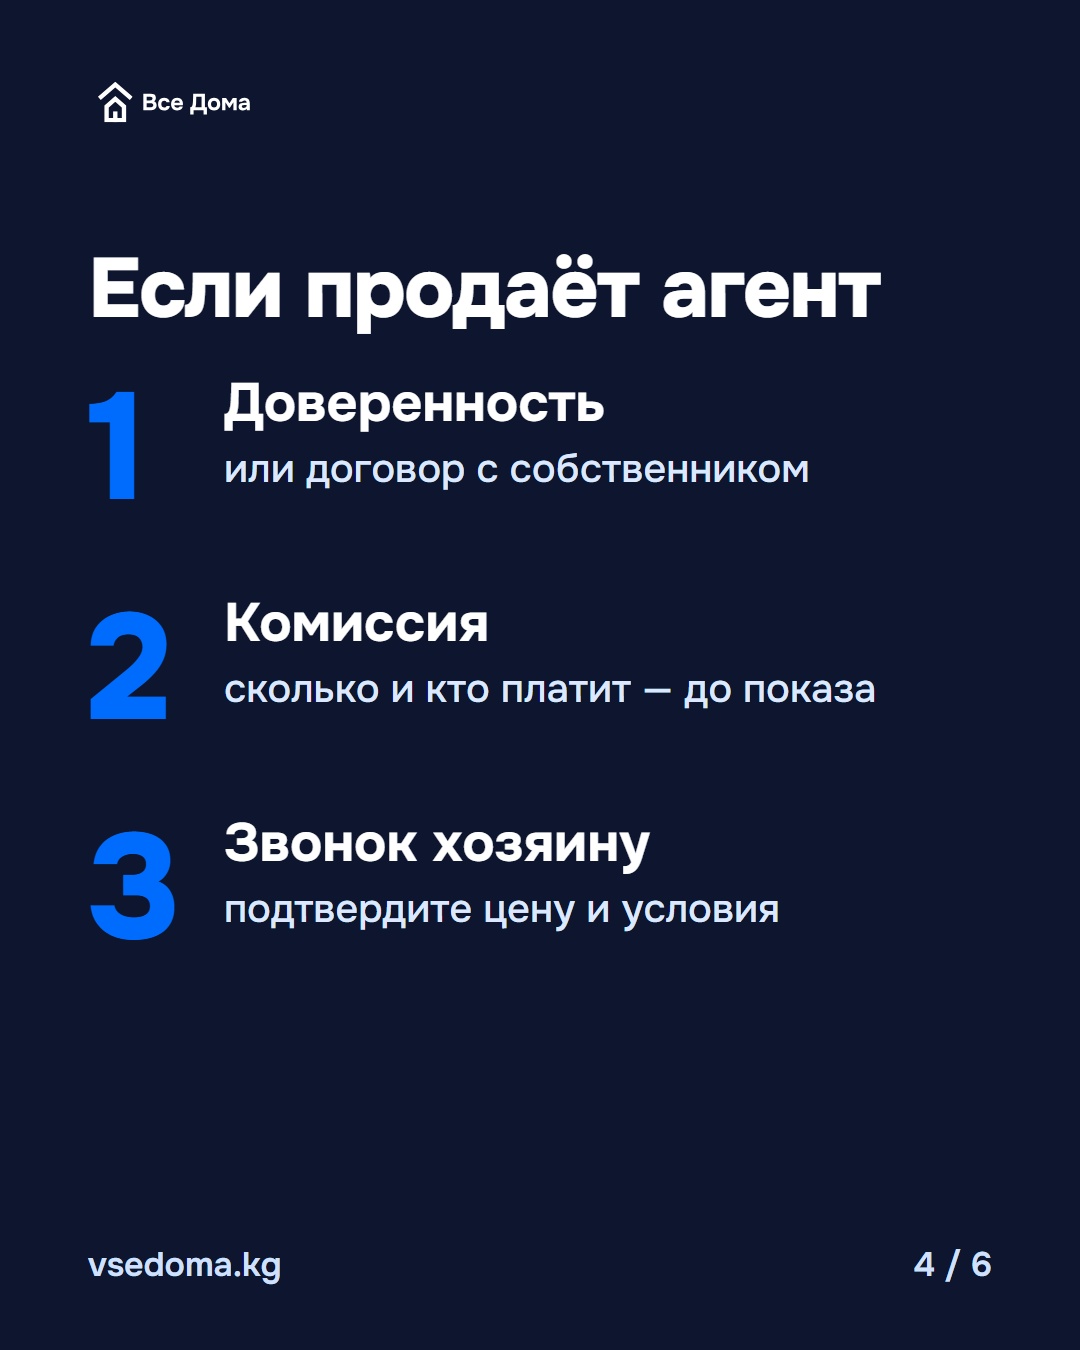 Все Дома
Если продаёт агент
1
Доверенность
или договор с собственником
2
Комиссия
сколько и кто платит — до показа
3
Звонок хозяину
подтвердите цену и условия
vsedoma.kg
4 / 6